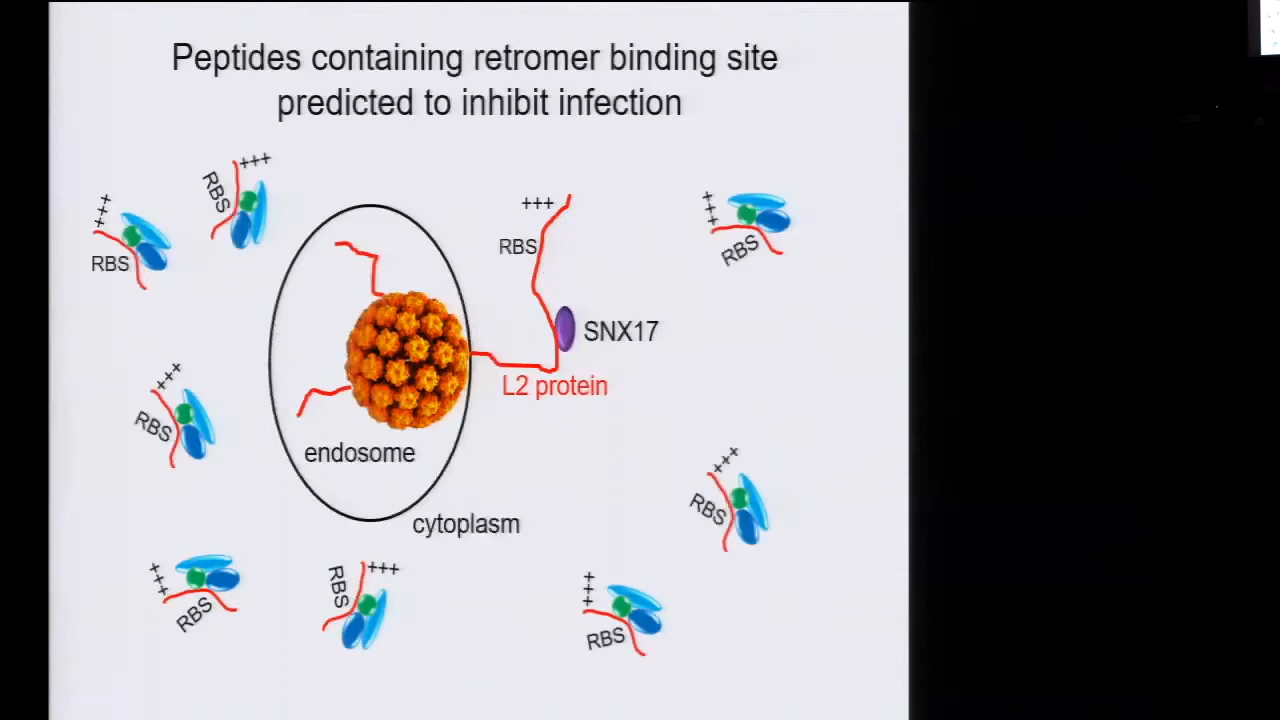 Peptides containing retromer binding site
predicted to inhibit infection
+++
RBS
+++
RBS
+++
RBS
SNX17
L2 protein
+++
RBS
+++
RBS
endosome
cytoplasm
+++
RBS
+++
RBS
+++
RBS
+++
RBS